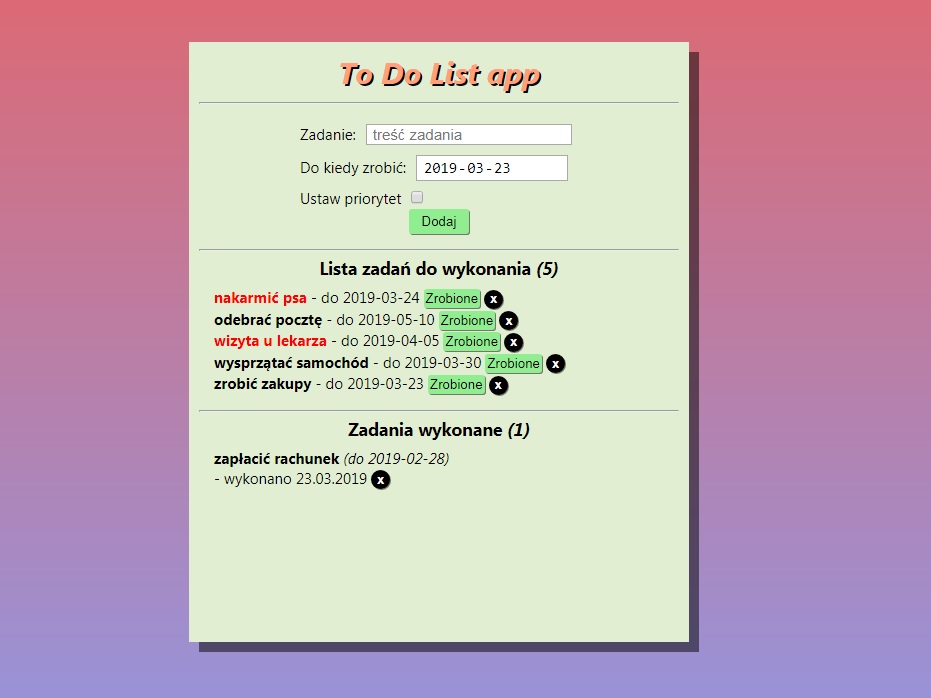 To Do List app
Zadanie: treść zadania
Do kiedy zrobić: 2019-03-23
Ustaw priorytet
Dodaj
Lista zadań do wykonania (5)
nakarmić psa - do 2019-03-24 Zrobione x
odebrać pocztę - do 2019-05-10 Zrobione x
wizyta u lekarza - do 2019-04-05 Zrobione x
wysprzątać samochód - do 2019-03-30 Zrobione x
zrobić zakupy - do 2019-03-23 Zrobione x
Zadania wykonane (1)
zapłacić rachunek (do 2019-02-28)
- wykonano 23.03.2019 x